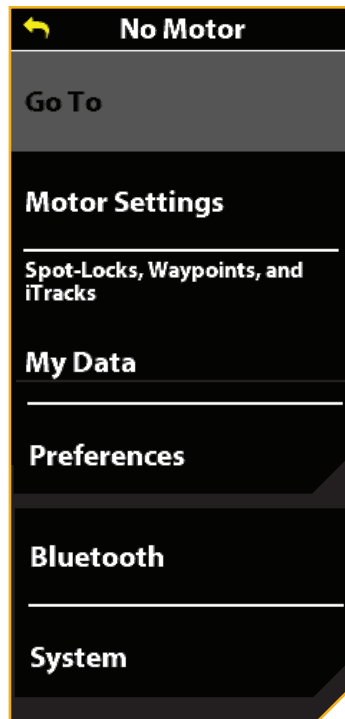 No Motor
Go To
Motor Settings
Spot-Locks, Waypoints, and
iTracks
My Data
Preferences
Bluetooth
System